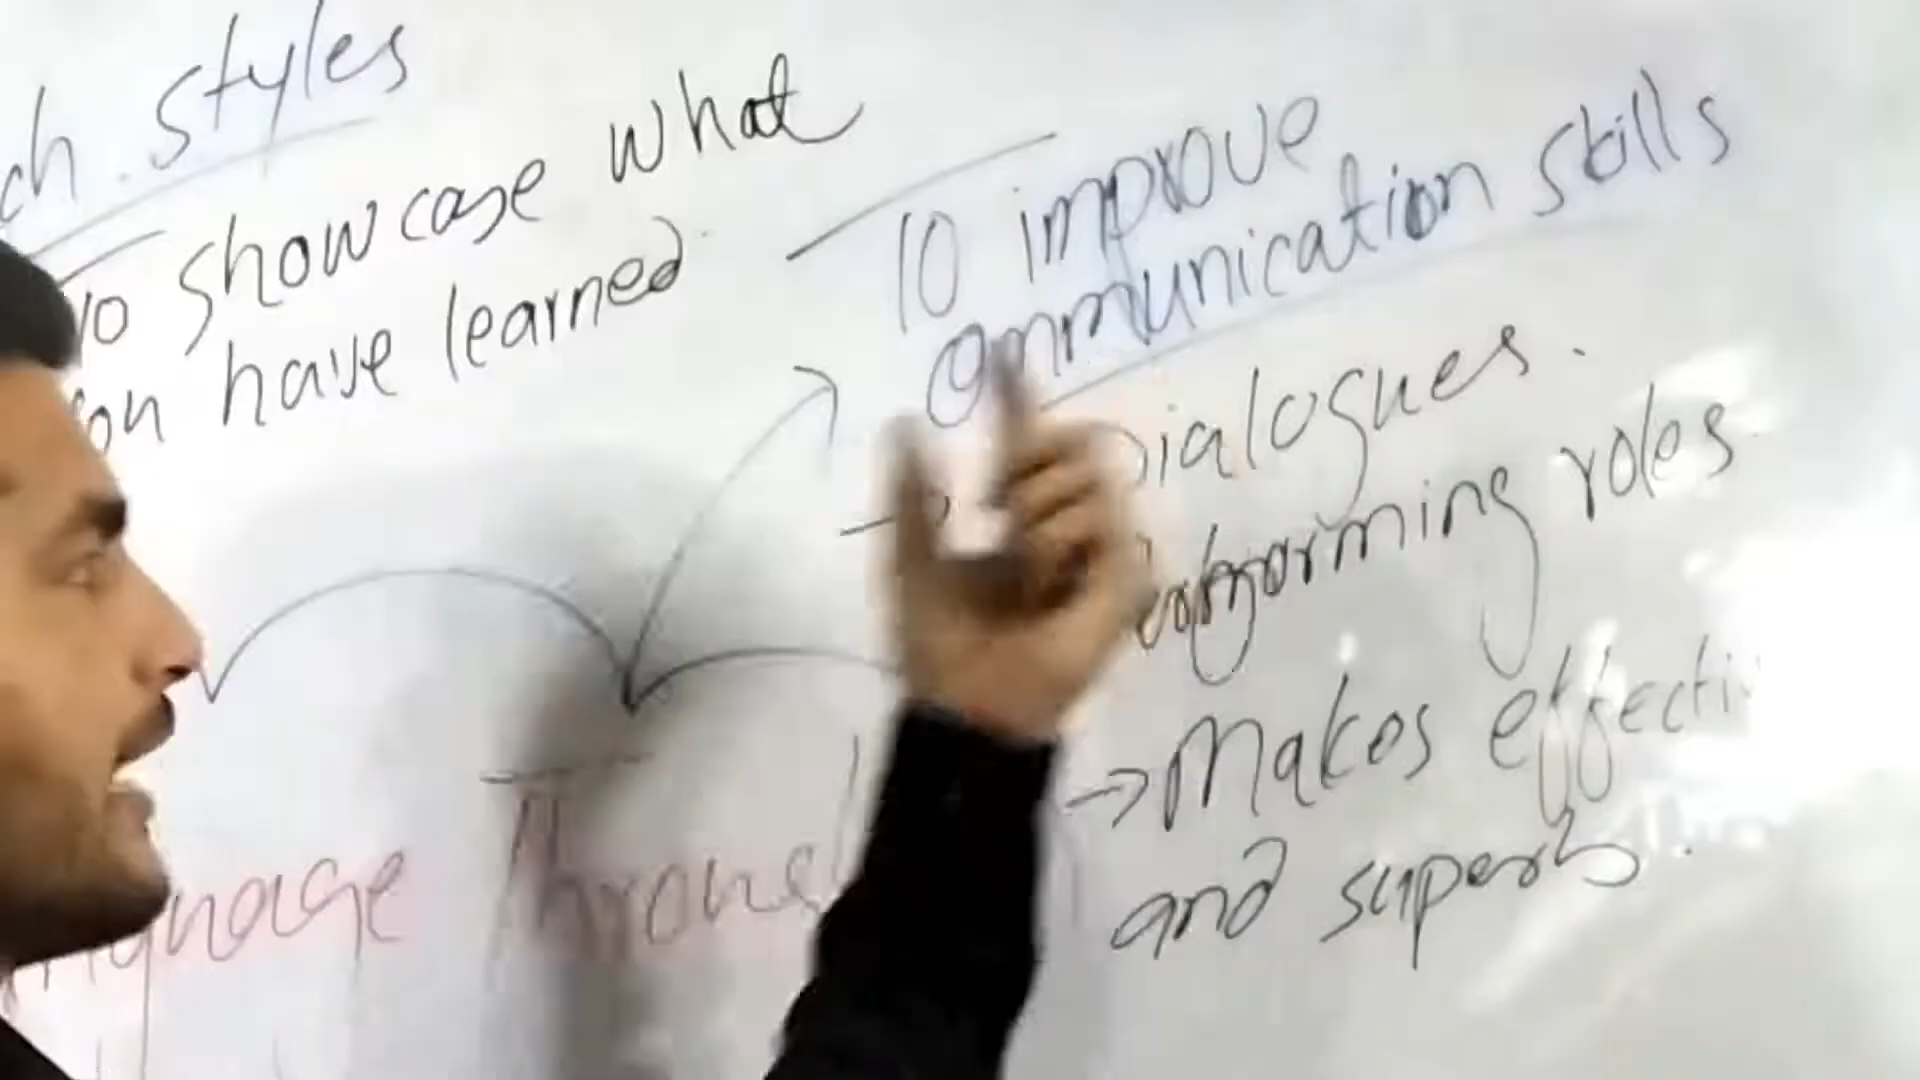 ch. styles
To showcase what
you have learned.
To improve
communication skills
Dialogues.
Performing roles
→ Makes effecti
and superb.
nguage Through